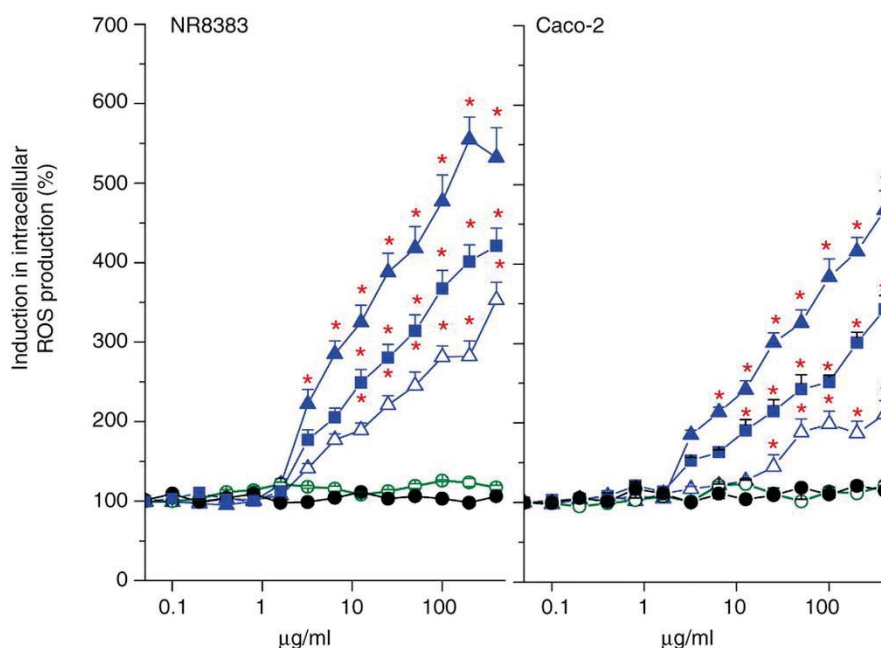 NR8383
Caco-2
Induction in intracellular
ROS production (%)
700
600
500
400
300
200
100
0
0.1 1 10 100
0.1 1 10 100
µg/ml
µg/ml